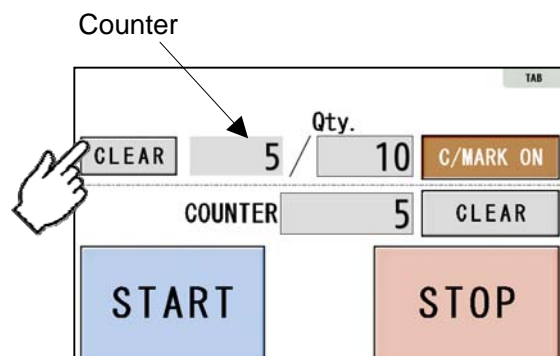 Counter
TAB
Qty.
CLEAR 5 / 10 C/MARK ON
COUNTER 5 CLEAR
START STOP